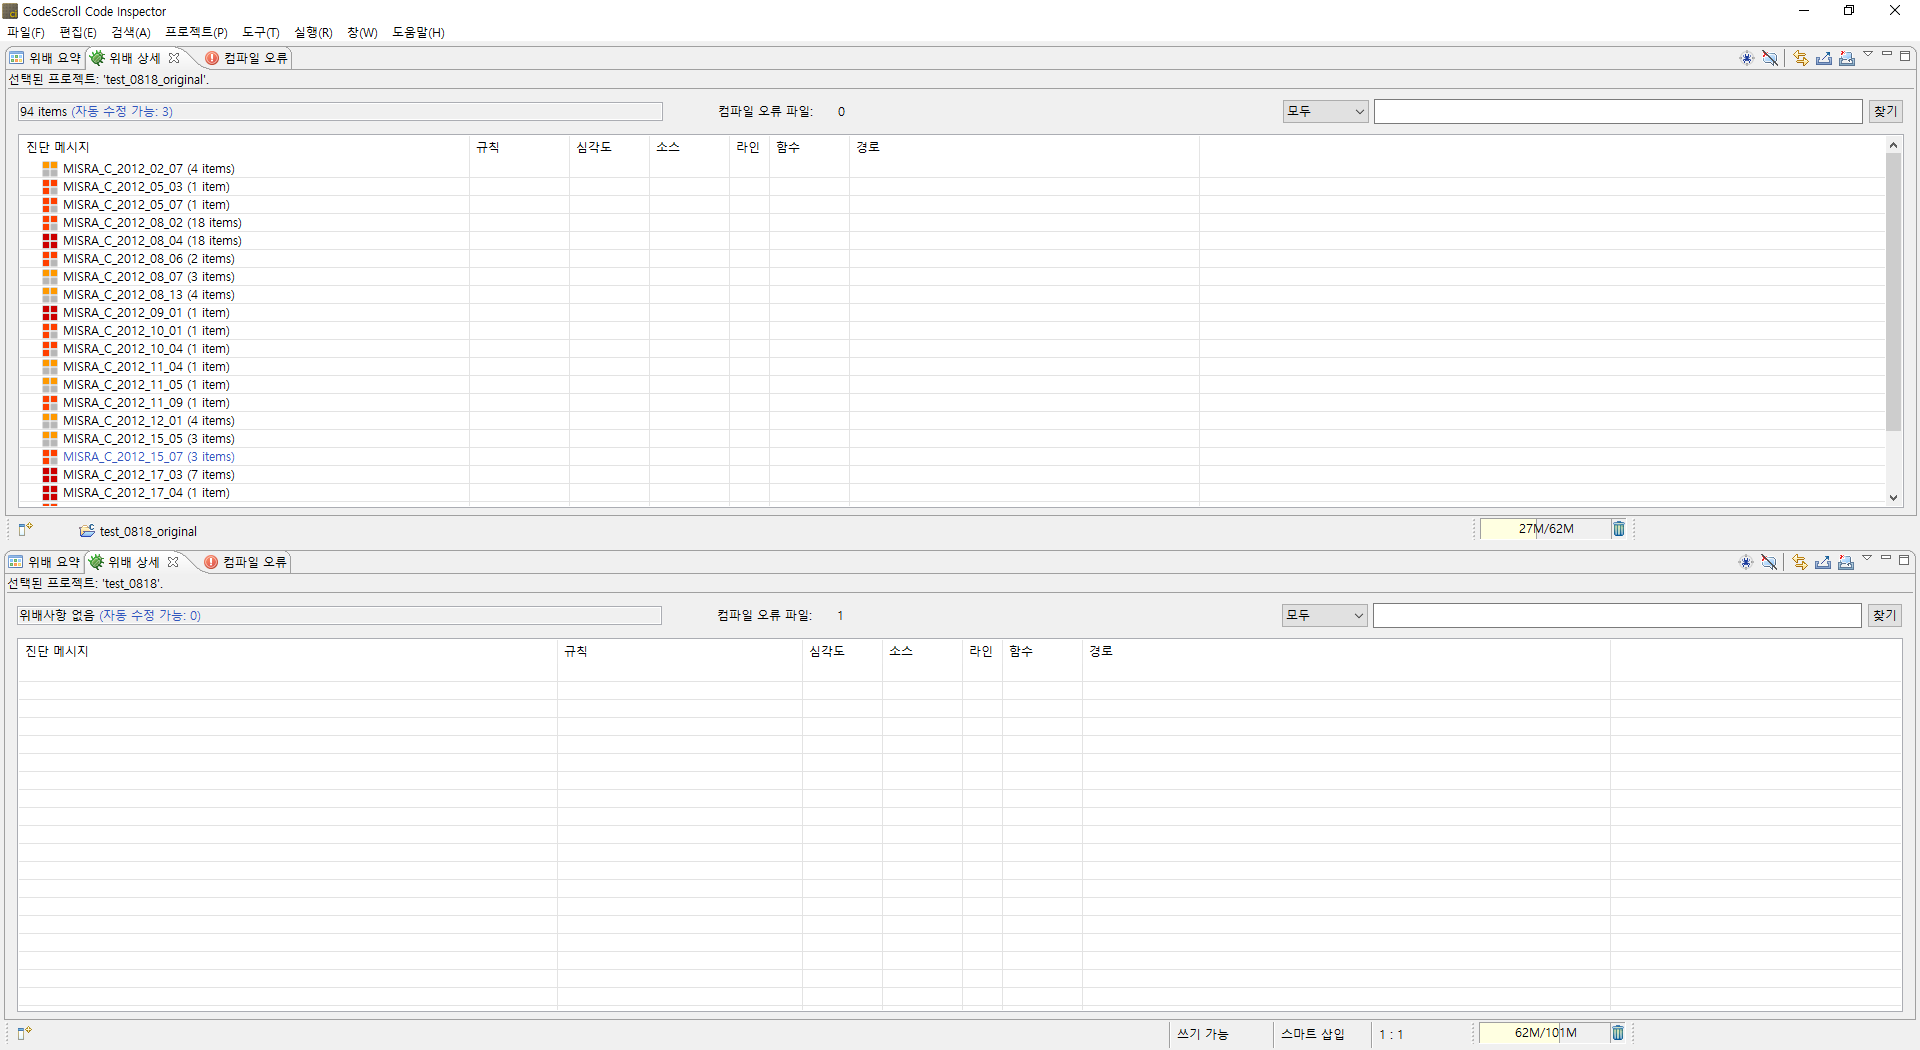 CodeScroll Code Inspector
파일(F) 편집(E) 검색(A) 프로젝트(P) 도구(T) 실행(R) 창(W) 도움말(H)
위배 요약 위배 상세 컴파일 오류
선택된 프로젝트: 'test_0818_original'.
94 items (자동 수정 가능: 3) 컴파일 오류 파일: 0 모두 찾기
진단 메시지 규칙 심각도 소스 라인 함수 경로
MISRA_C_2012_02_07 (4 items)
MISRA_C_2012_05_03 (1 item)
MISRA_C_2012_05_07 (1 item)
MISRA_C_2012_08_02 (18 items)
MISRA_C_2012_08_04 (18 items)
MISRA_C_2012_08_06 (2 items)
MISRA_C_2012_08_07 (3 items)
MISRA_C_2012_08_13 (4 items)
MISRA_C_2012_09_01 (1 item)
MISRA_C_2012_10_01 (1 item)
MISRA_C_2012_10_04 (1 item)
MISRA_C_2012_11_04 (1 item)
MISRA_C_2012_11_05 (1 item)
MISRA_C_2012_11_09 (1 item)
MISRA_C_2012_12_01 (4 items)
MISRA_C_2012_15_05 (3 items)
MISRA_C_2012_15_07 (3 items)
MISRA_C_2012_17_03 (7 items)
MISRA_C_2012_17_04 (1 item)
test_0818_original 27M/62M
위배 요약 위배 상세 컴파일 오류
선택된 프로젝트: 'test_0818'.
위배사항 없음 (자동 수정 가능: 0) 컴파일 오류 파일: 1 모두 찾기
진단 메시지 규칙 심각도 소스 라인 함수 경로
쓰기 가능 스마트 삽입 1 : 1 62M/101M